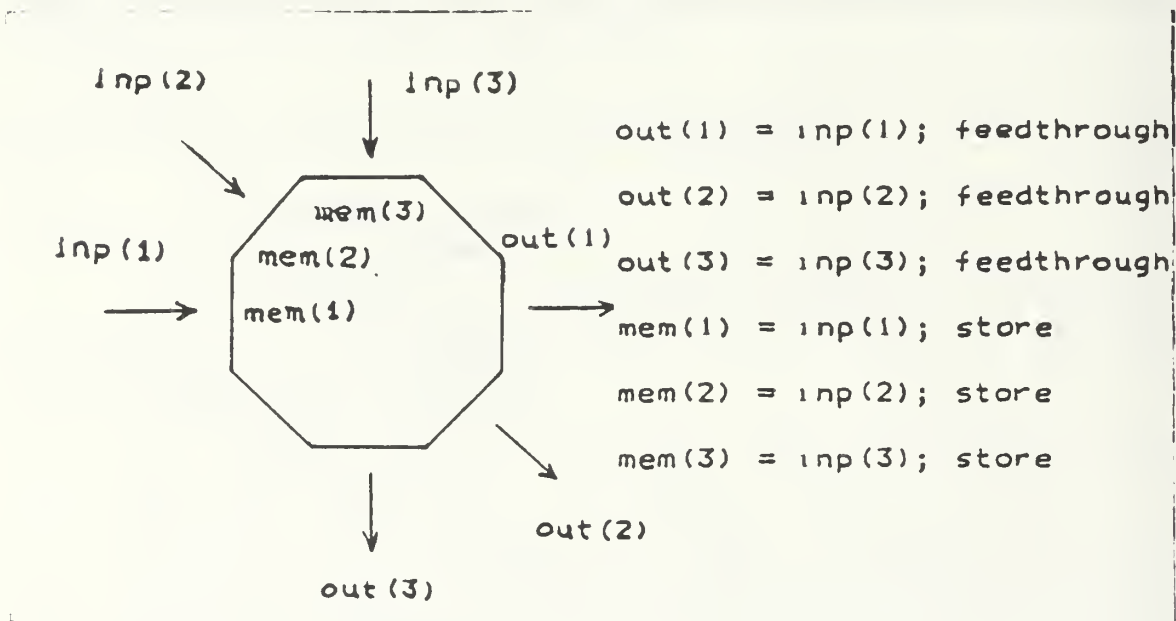 inp(2)
inp(3)
inp(1)
mem(3)
mem(2)
mem(1)
out(1)
out(2)
out(3)
out(1) = inp(1); feedthrough
out(2) = inp(2); feedthrough
out(3) = inp(3); feedthrough
mem(1) = inp(1); store
mem(2) = inp(2); store
mem(3) = inp(3); store